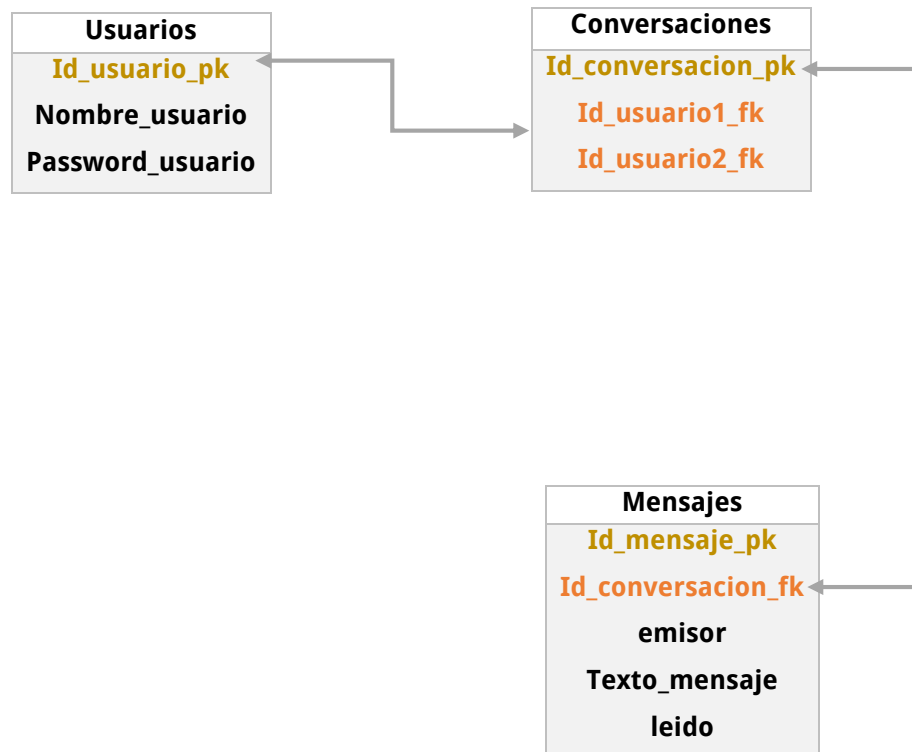 Usuarios
Id_usuario_pk
Nombre_usuario
Password_usuario
Conversaciones
Id_conversacion_pk
Id_usuario1_fk
Id_usuario2_fk
Mensajes
Id_mensaje_pk
Id_conversacion_fk
emisor
Texto_mensaje
leido